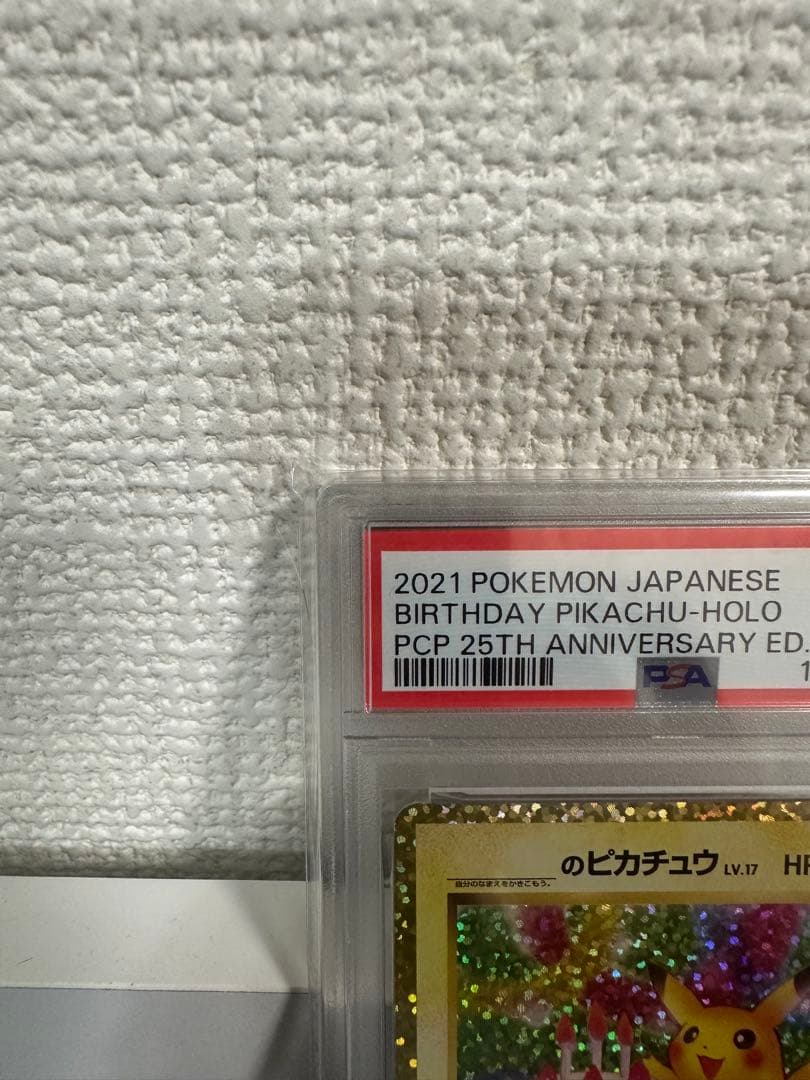 2021 POKEMON JAPANESE
BIRTHDAY PIKACHU-HOLO
PCP 25TH ANNIVERSARY ED.
PSA
のピカチュウ LV.17
自分のなまえをかきこもう。